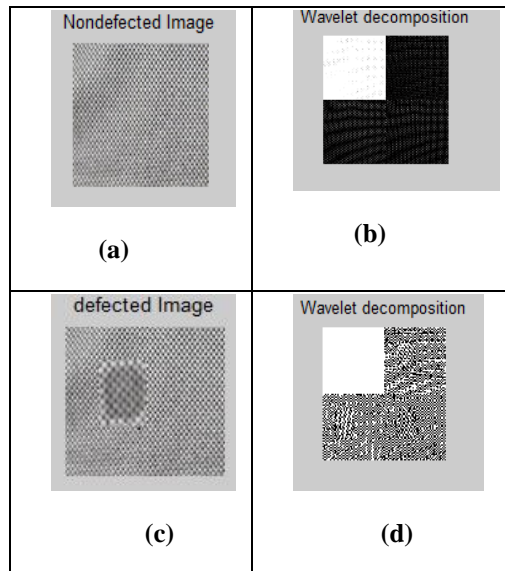 Nondefected Image
Wavelet decomposition
(a)
(b)
defected Image
Wavelet decomposition
(c)
(d)